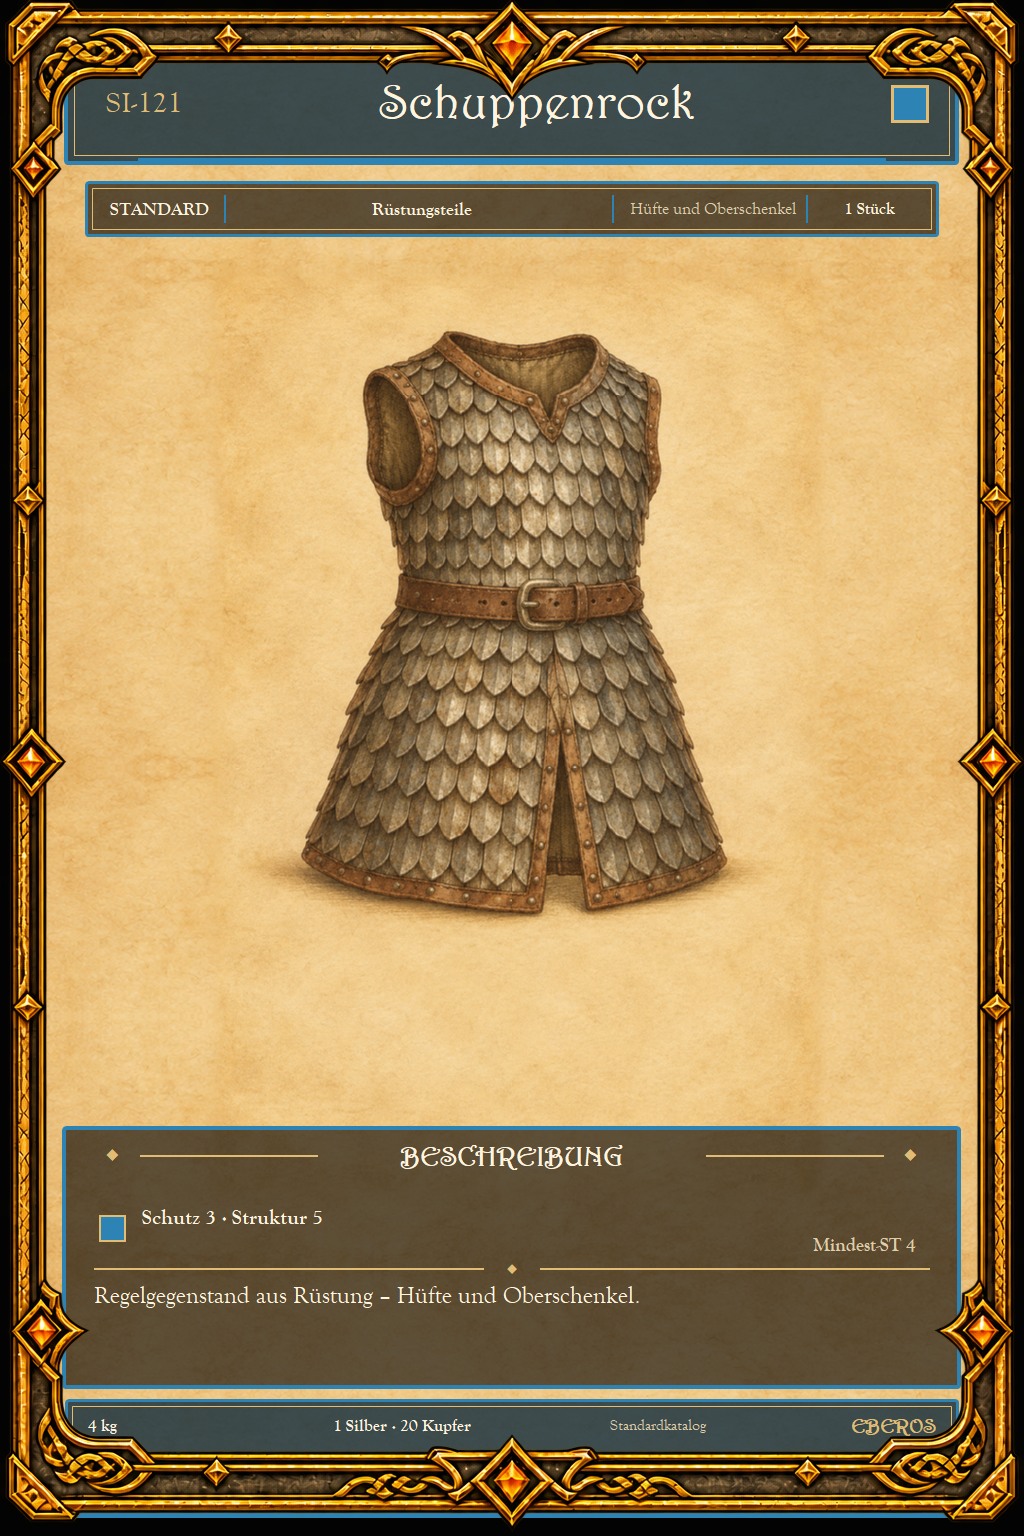 SI-121
Schuppenrock
STANDARD
Rüstungsteile
Hüfte und Oberschenkel
1 Stück
BESCHREIBUNG
Schutz 3 · Struktur 5
Mindest-ST 4
Regelgegenstand aus Rüstung – Hüfte und Oberschenkel.
4 kg
1 Silber · 20 Kupfer
Standardkatalog
EBEROS